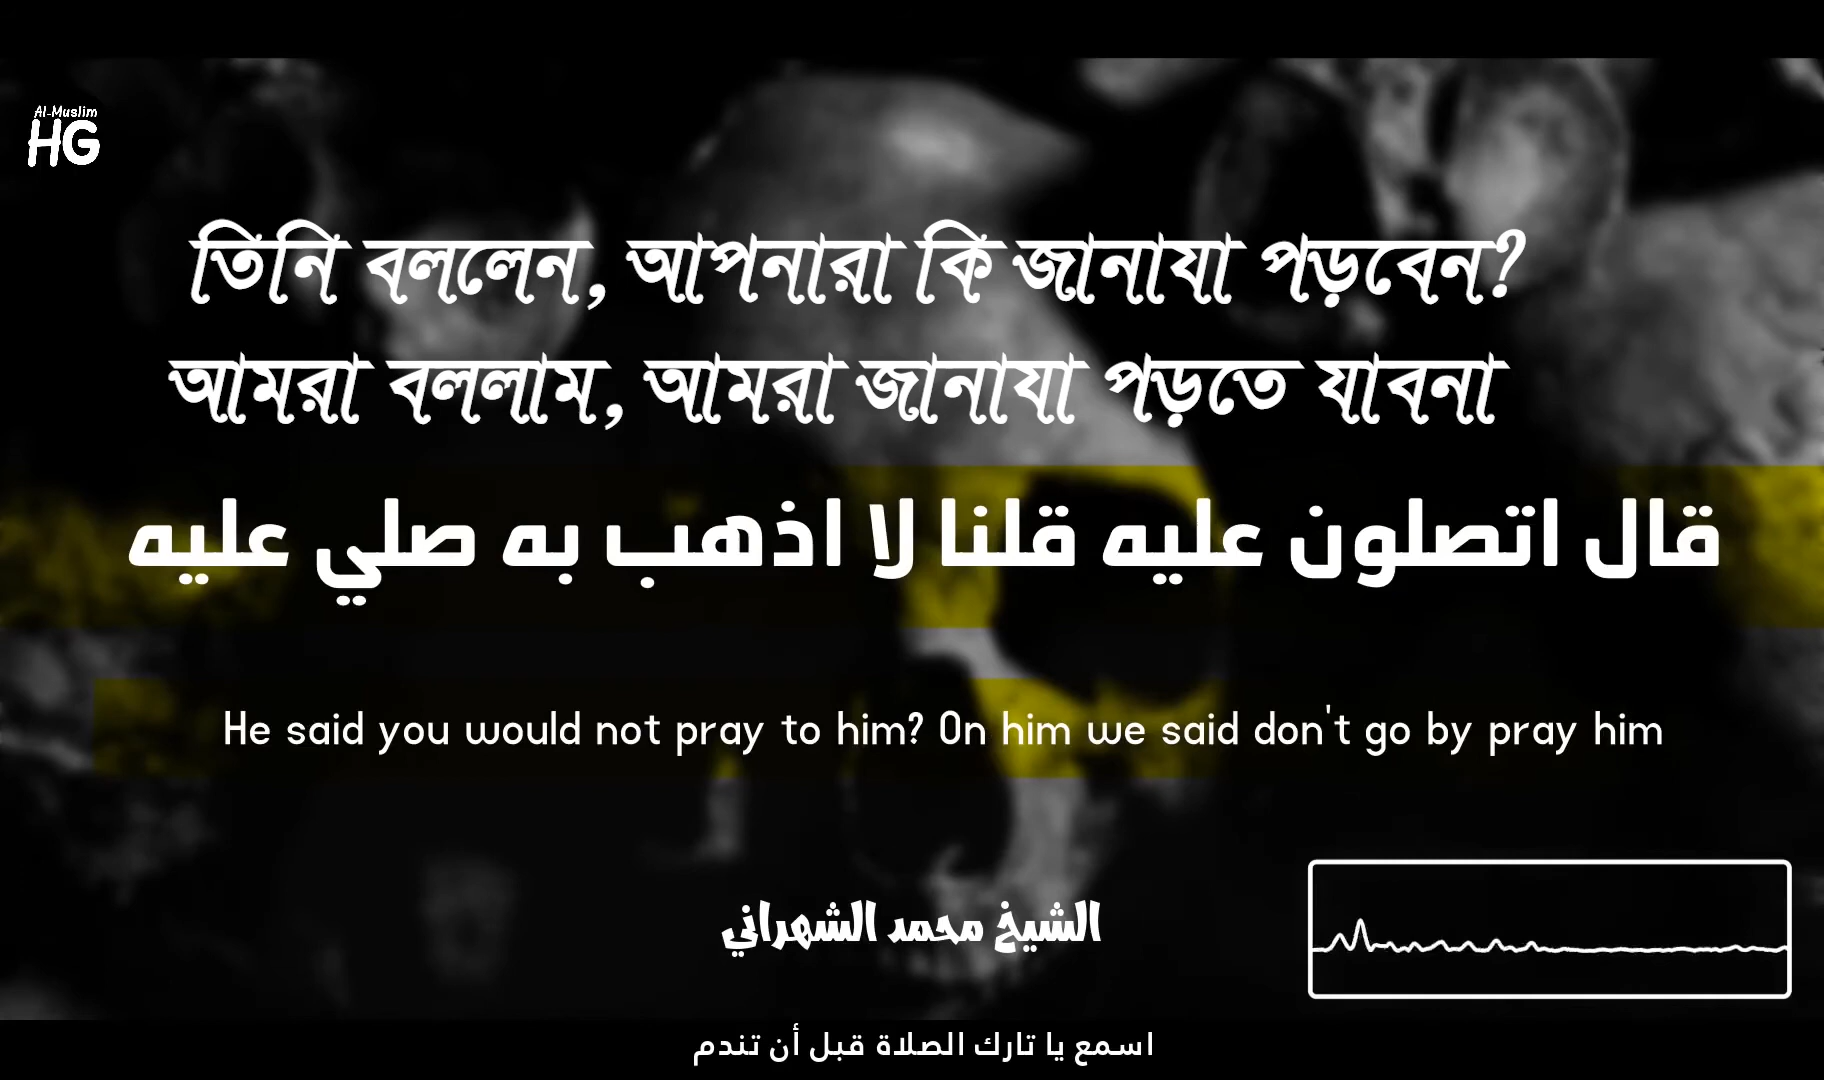 Al-Muslim
HG
তিনি বললেন, আপনারা কি জানাযা পড়বেন?
আমরা বললাম, আমরা জানাযা পড়তে যাবনা
قال اتصلون عليه قلنا لا اذهب به صلي عليه
He said you would not pray to him? On him we said don't go by pray him
الشيخ محمد الشهراني
اسمع يا تارك الصلاة قبل أن تندم